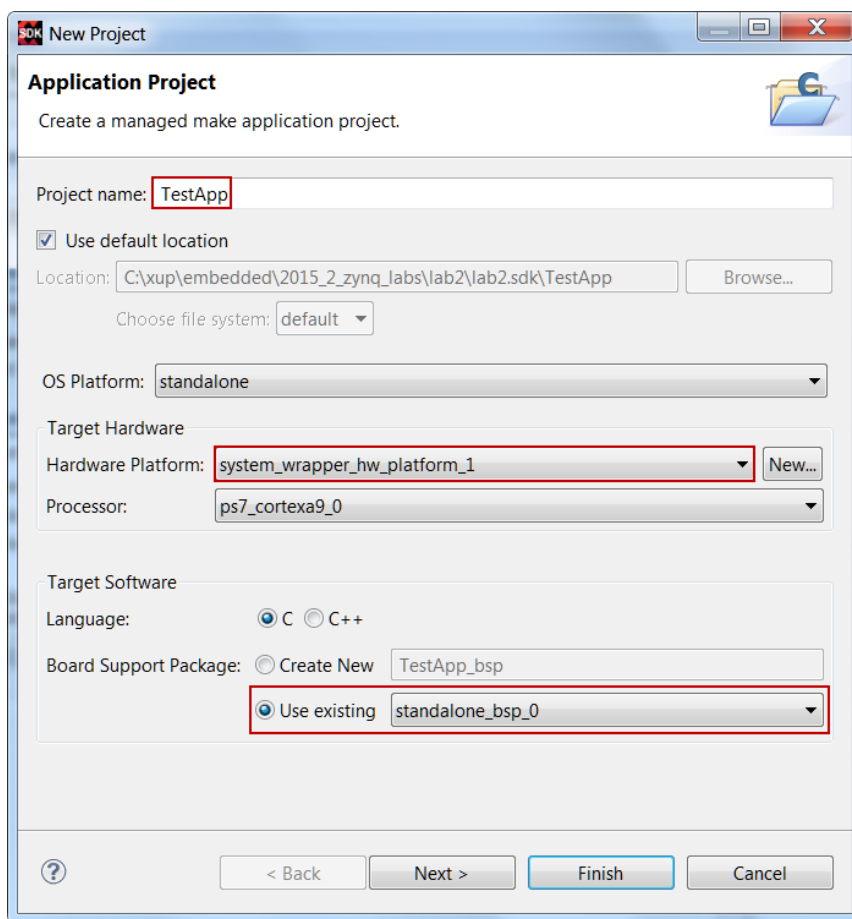 SDK New Project
Application Project
Create a managed make application project.
C
Project name: TestApp
Use default location
Location: C:\xup\embedded\2015_2_zynq_labs\lab2\lab2.sdk\TestApp Browse...
Choose file system: default
OS Platform: standalone
Target Hardware
Hardware Platform: system_wrapper_hw_platform_1 New...
Processor: ps7_cortexa9_0
Target Software
Language: C C++
Board Support Package: Create New TestApp_bsp
Use existing standalone_bsp_0
? < Back Next > Finish Cancel